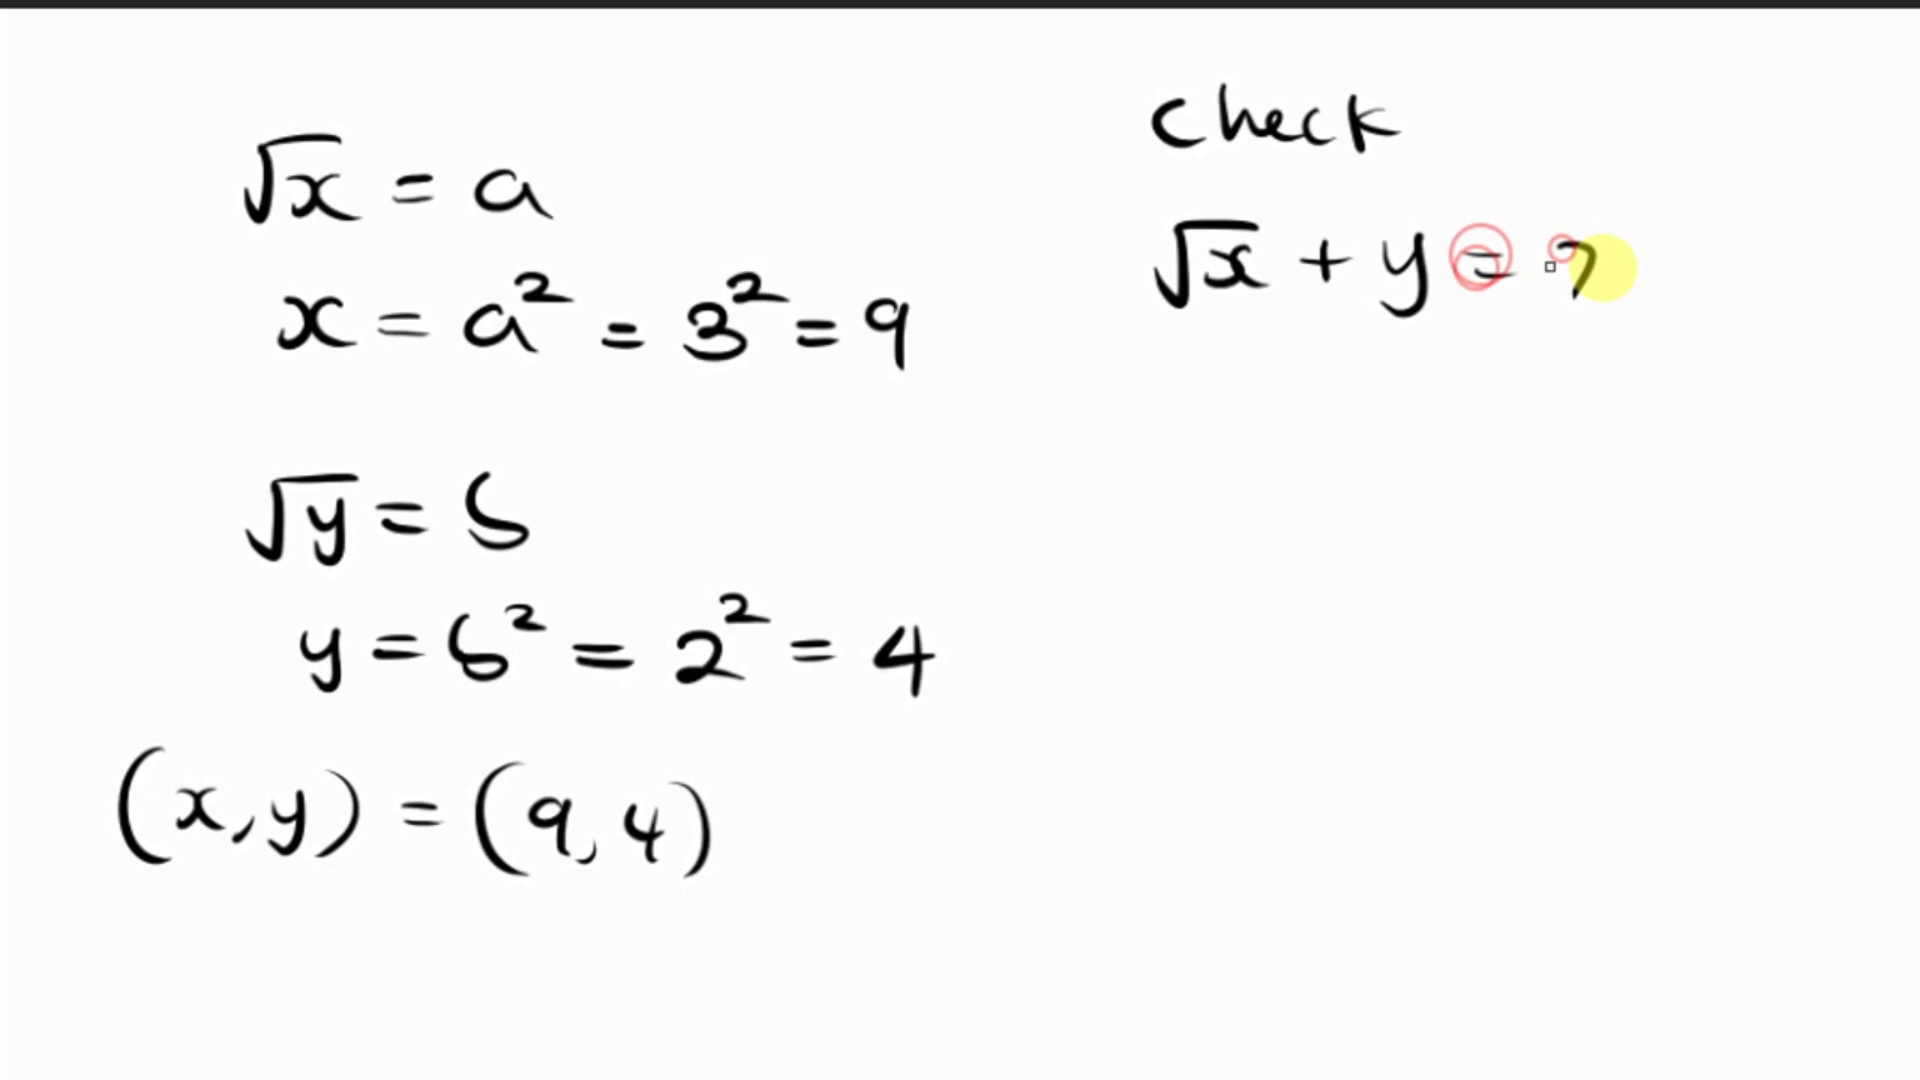 √x = a
x = a² = 3² = 9
√y = b
y = b² = 2² = 4
(x,y) = (9,4)
check
√x + y = 7